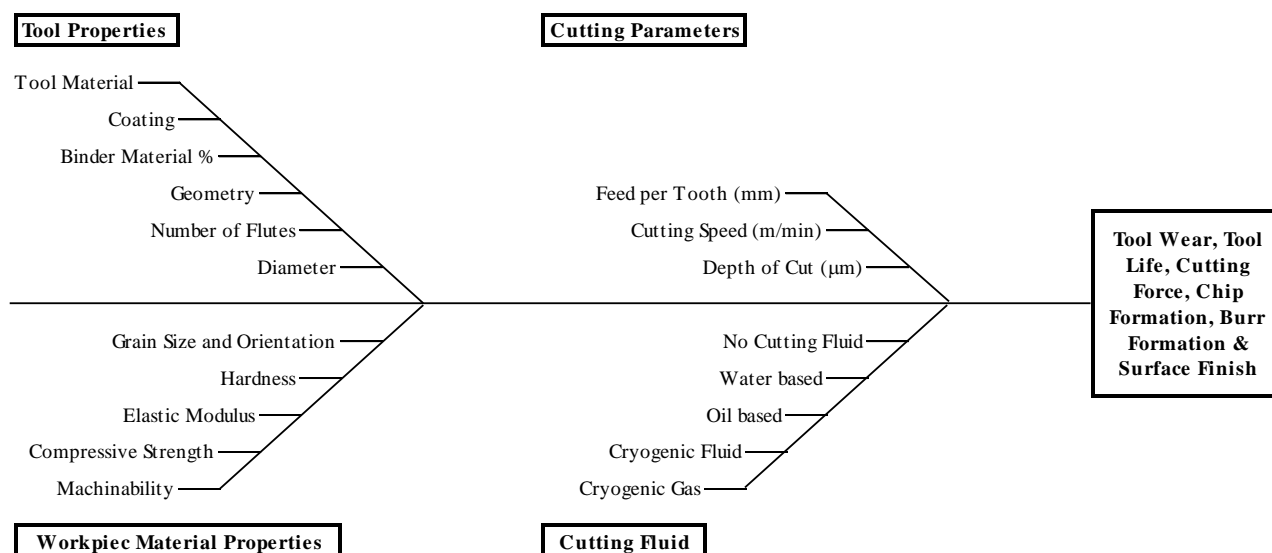 Tool Properties
Cutting Parameters
Tool Material
Coating
Binder Material %
Geometry
Number of Flutes
Diameter
Feed per Tooth (mm)
Cutting Speed (m/min)
Depth of Cut (μm)
Tool Wear, Tool
Life, Cutting
Force, Chip
Formation, Burr
Formation &
Surface Finish
Grain Size and Orientation
Hardness
Elastic Modulus
Compressive Strength
Machinability
No Cutting Fluid
Water based
Oil based
Cryogenic Fluid
Cryogenic Gas
Workpiec Material Properties
Cutting Fluid